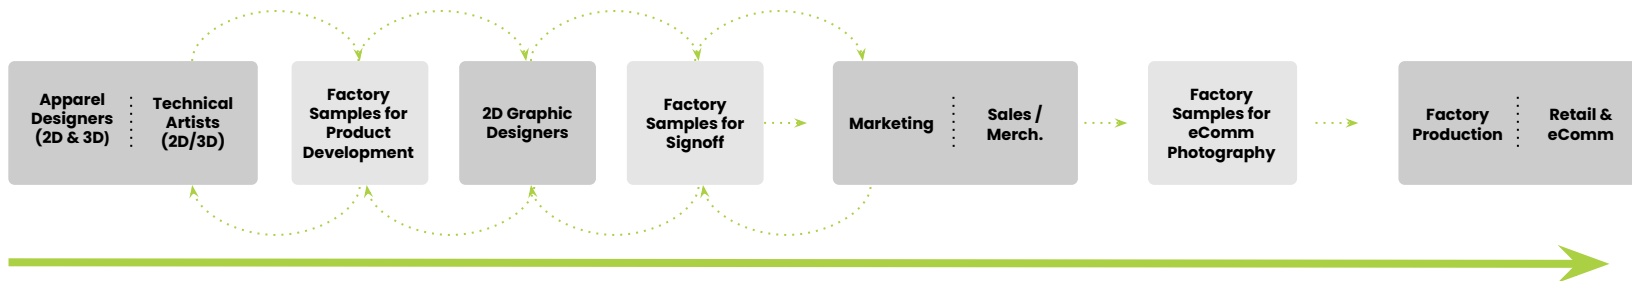 Apparel
Designers
(2D & 3D)
Technical
Artists
(2D/3D)
Factory
Samples for
Product
Development
2D Graphic
Designers
Factory
Samples for
Signoff
Marketing
Sales /
Merch.
Factory
Samples for
eComm
Photography
Factory
Production
Retail &
eComm